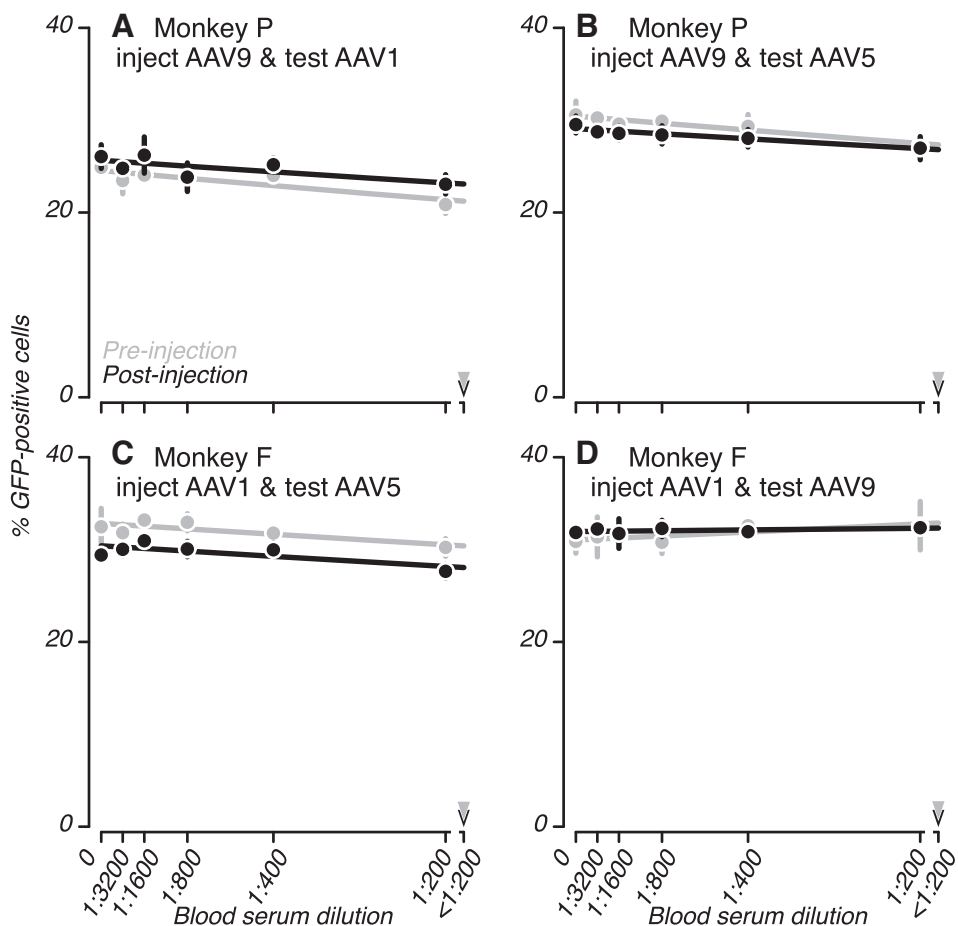 A Monkey P
inject AAV9 & test AAV1
B Monkey P
inject AAV9 & test AAV5
40
20
0
40
20
0
Pre-injection
Post-injection
% GFP-positive cells
C Monkey F
inject AAV1 & test AAV5
D Monkey F
inject AAV1 & test AAV9
40
20
0
40
20
0
0 1:3200 1:1600 1:800 1:400 1:200 <1:200
1:3200 1:1600 1:800 1:400 1:200 <1:200
0
Blood serum dilution
Blood serum dilution